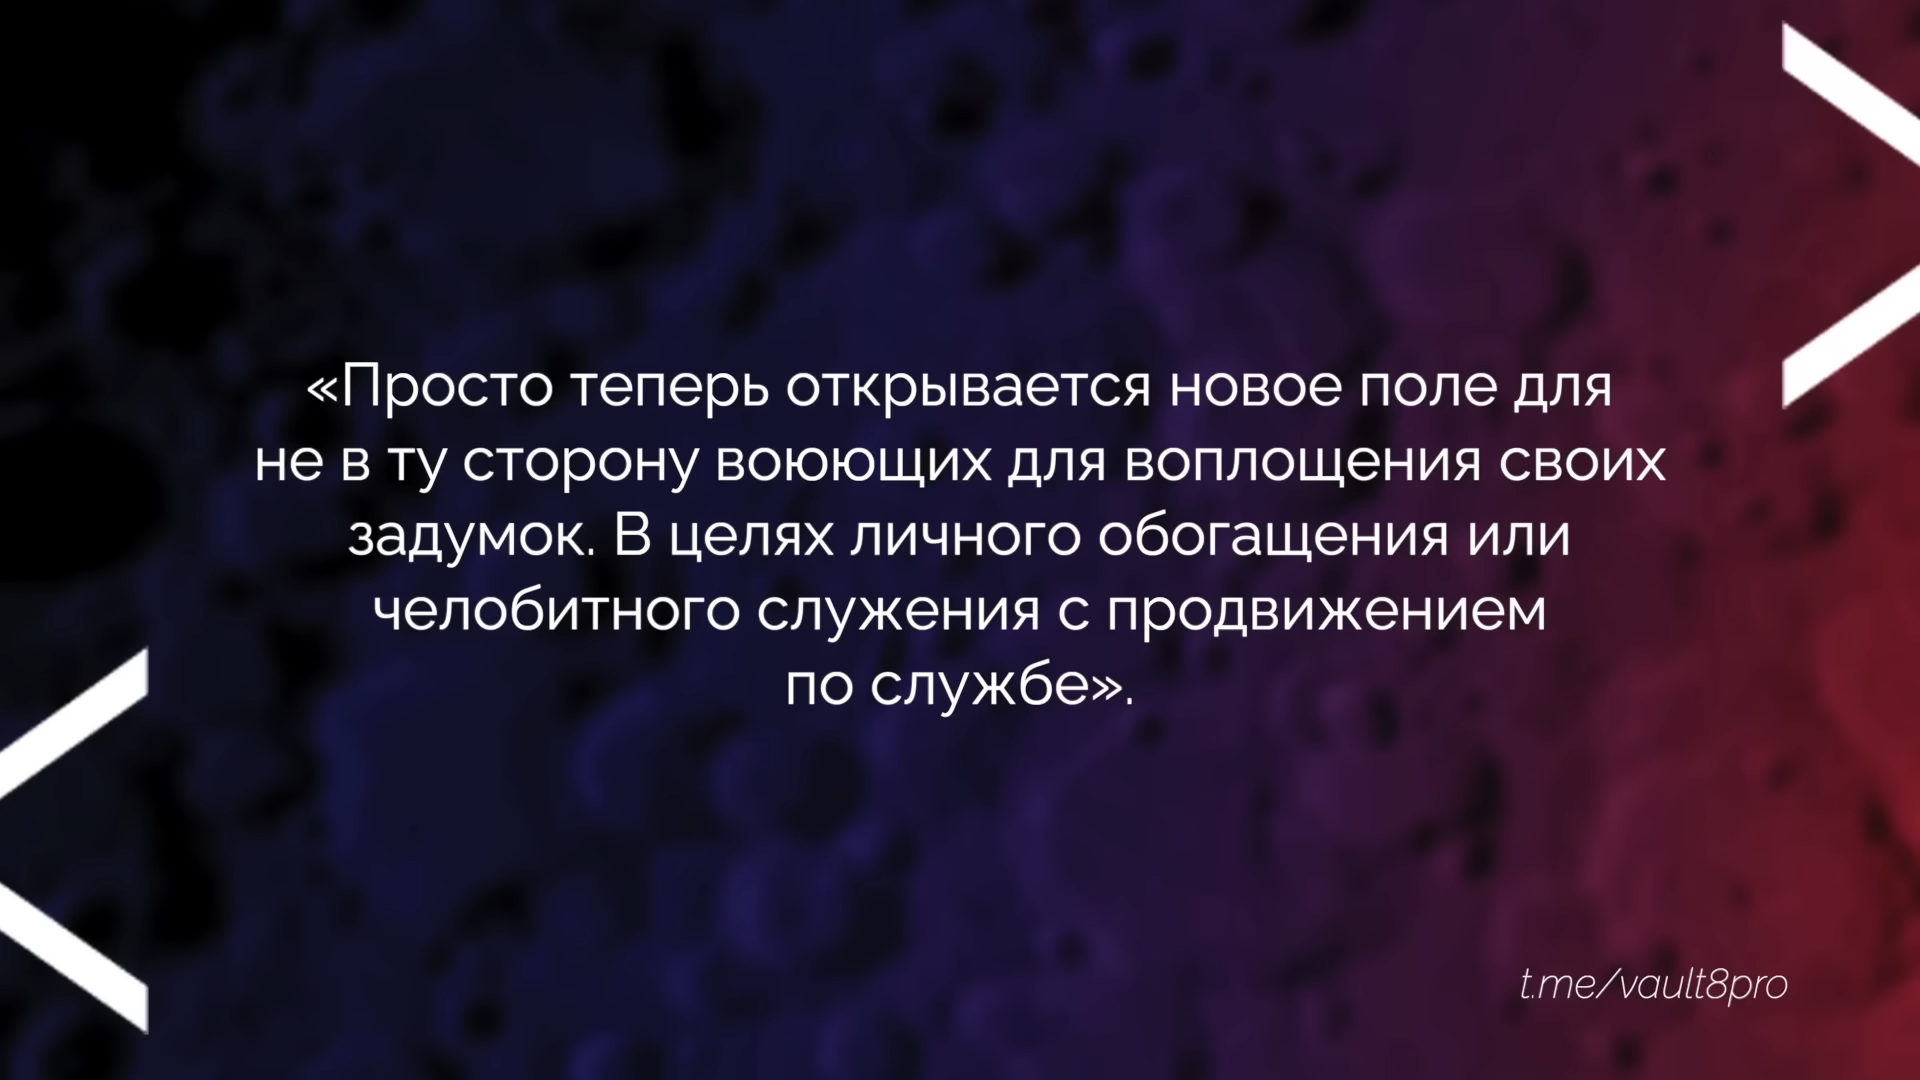 «Просто теперь открывается новое поле для
не в ту сторону воюющих для воплощения своих
задумок. В целях личного обогащения или
челобитного служения с продвижением
по службе».
t.me/vault8pro